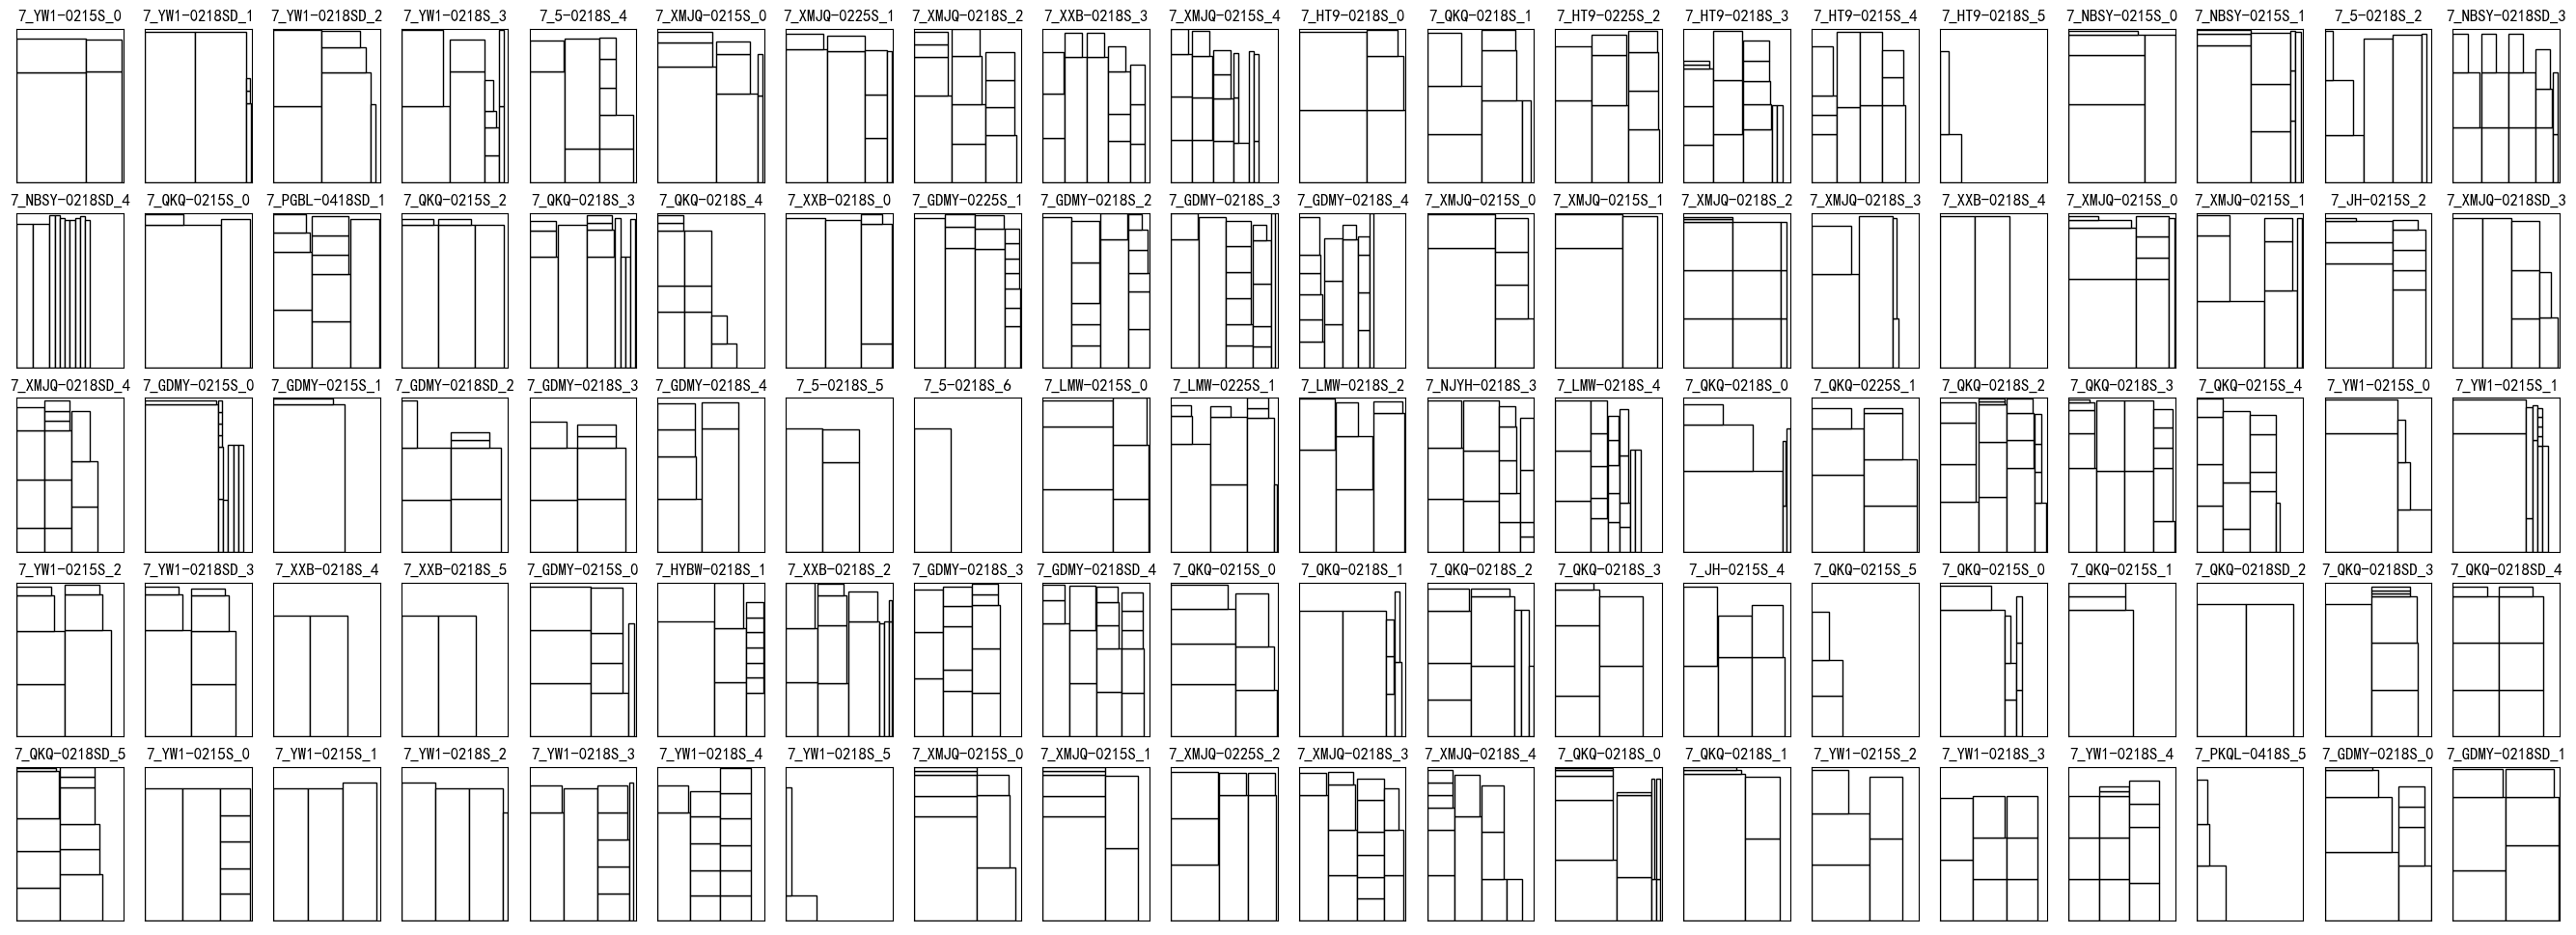 7_YW1-0215S_0 7_YW1-0218SD_1 7_YW1-0218SD_2 7_YW1-0218S_3 7_5-0218S_4 7_XMJQ-0215S_0 7_XMJQ-0225S_1 7_XMJQ-0218S_2 7_XXB-0218S_3 7_XMJQ-0215S_4 7_HT9-0218S_0 7_QKQ-0218S_1 7_HT9-0225S_2 7_HT9-0218S_3 7_HT9-0215S_4 7_HT9-0218S_5 7_NBSY-0215S_0 7_NBSY-0215S_1 7_5-0218S_2 7_NBSY-0218SD_3
7_NBSY-0218SD_4 7_QKQ-0215S_0 7_PGBL-0418SD_1 7_QKQ-0215S_2 7_QKQ-0218S_3 7_QKQ-0218S_4 7_XXB-0218S_0 7_GDMY-0225S_1 7_GDMY-0218S_2 7_GDMY-0218S_3 7_GDMY-0218S_4 7_XMJQ-0215S_0 7_XMJQ-0215S_1 7_XMJQ-0218S_2 7_XMJQ-0218S_3 7_XXB-0218S_4 7_XMJQ-0215S_0 7_XMJQ-0215S_1 7_JH-0215S_2 7_XMJQ-0218SD_3
7_XMJQ-0218SD_4 7_GDMY-0215S_0 7_GDMY-0215S_1 7_GDMY-0218SD_2 7_GDMY-0218S_3 7_GDMY-0218S_4 7_5-0218S_5 7_5-0218S_6 7_LMW-0215S_0 7_LMW-0225S_1 7_LMW-0218S_2 7_NJYH-0218S_3 7_LMW-0218S_4 7_QKQ-0218S_0 7_QKQ-0225S_1 7_QKQ-0218S_2 7_QKQ-0218S_3 7_QKQ-0215S_4 7_YW1-0215S_0 7_YW1-0215S_1
7_YW1-0215S_2 7_YW1-0218SD_3 7_XXB-0218S_4 7_XXB-0218S_5 7_GDMY-0215S_0 7_HYBW-0218S_1 7_XXB-0218S_2 7_GDMY-0218S_3 7_GDMY-0218SD_4 7_QKQ-0215S_0 7_QKQ-0218S_1 7_QKQ-0218S_2 7_QKQ-0218S_3 7_JH-0215S_4 7_QKQ-0215S_5 7_QKQ-0215S_0 7_QKQ-0215S_1 7_QKQ-0218SD_2 7_QKQ-0218SD_3 7_QKQ-0218SD_4
7_QKQ-0218SD_5 7_YW1-0215S_0 7_YW1-0215S_1 7_YW1-0218S_2 7_YW1-0218S_3 7_YW1-0218S_4 7_YW1-0218S_5 7_XMJQ-0215S_0 7_XMJQ-0215S_1 7_XMJQ-0225S_2 7_XMJQ-0218S_3 7_XMJQ-0218S_4 7_QKQ-0218S_0 7_QKQ-0218S_1 7_YW1-0215S_2 7_YW1-0218S_3 7_YW1-0218S_4 7_PKQL-0418S_5 7_GDMY-0218S_0 7_GDMY-0218SD_1